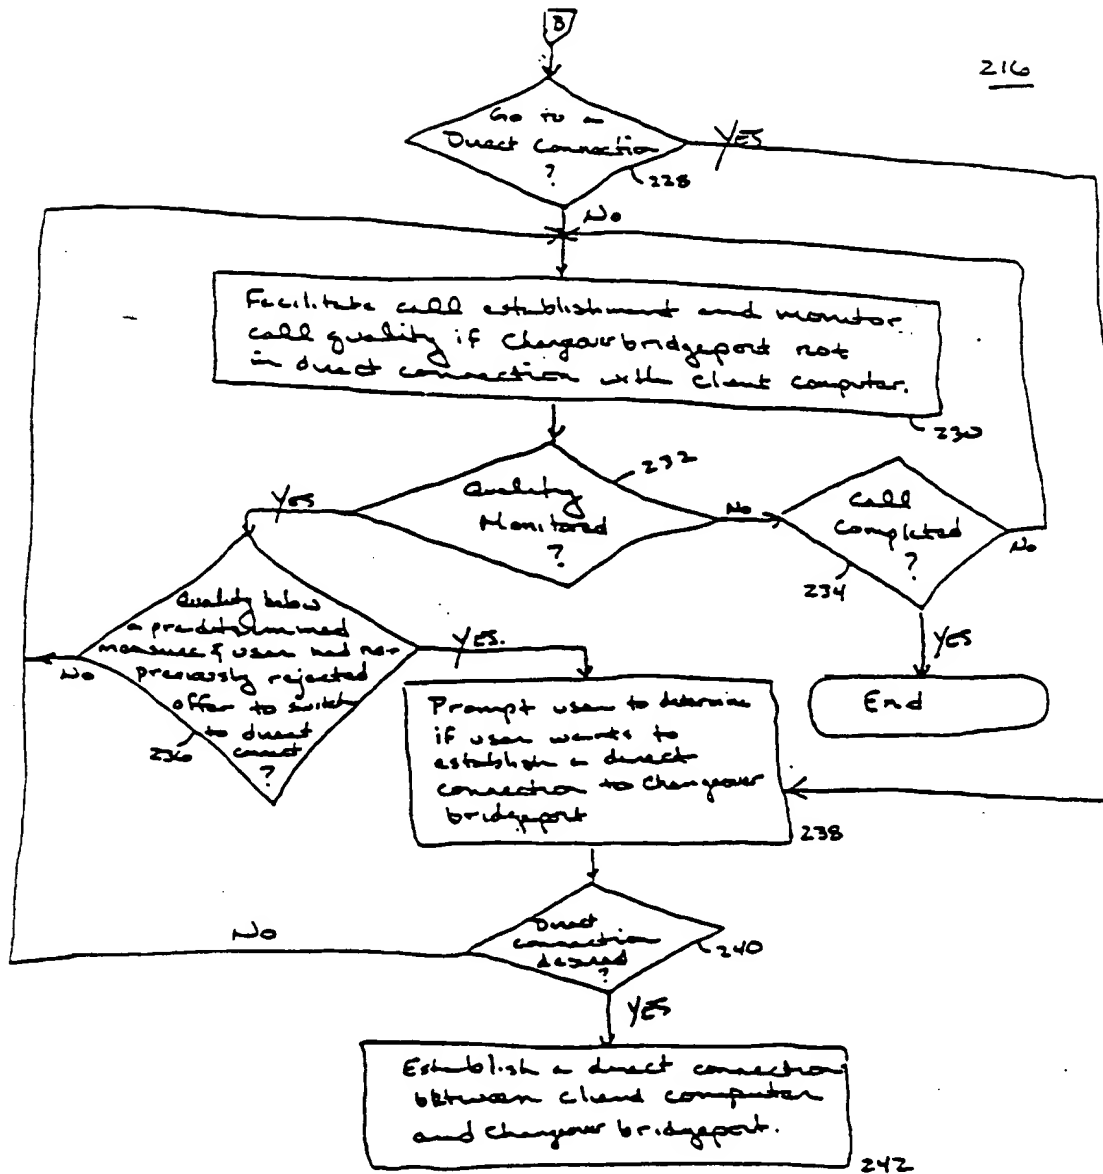 B
216
Go to a
Direct Connection
?
YES
228
No
Facilitate call establishment and monitor
call quality if Changeover bridgeport not
in direct connection with client computer.
230
232
Quality
Monitored
?
YES
No
Call
Completed
?
No
234
YES
End
Quality below
a predetermined
measure & user had not
previously rejected
offer to switch
to direct
connect
?
YES.
No
236
Prompt user to determine
if user wants to
establish a direct
connection to Changeover
bridgeport
238
Direct
connection
desired
?
No
240
YES
Establish a direct connection
between client computer
and Changeover bridgeport.
242